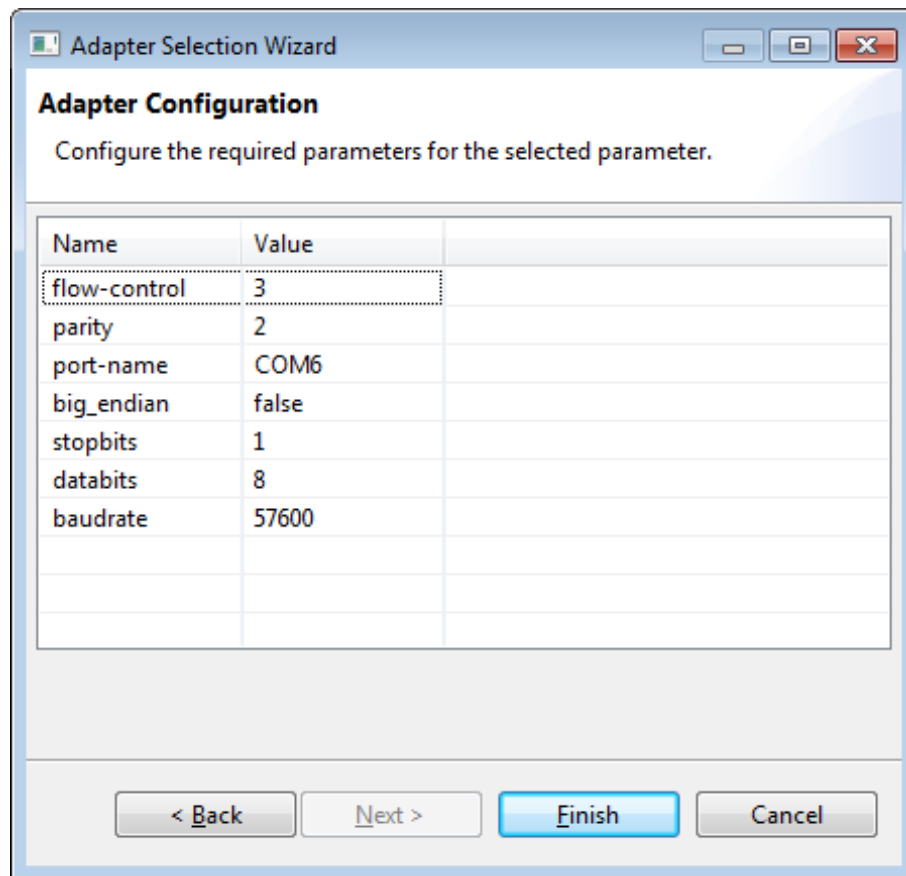 Adapter Selection Wizard
Adapter Configuration
Configure the required parameters for the selected parameter.
Name Value
flow-control 3
parity 2
port-name COM6
big_endian false
stopbits 1
databits 8
baudrate 57600
< Back Next > Finish Cancel